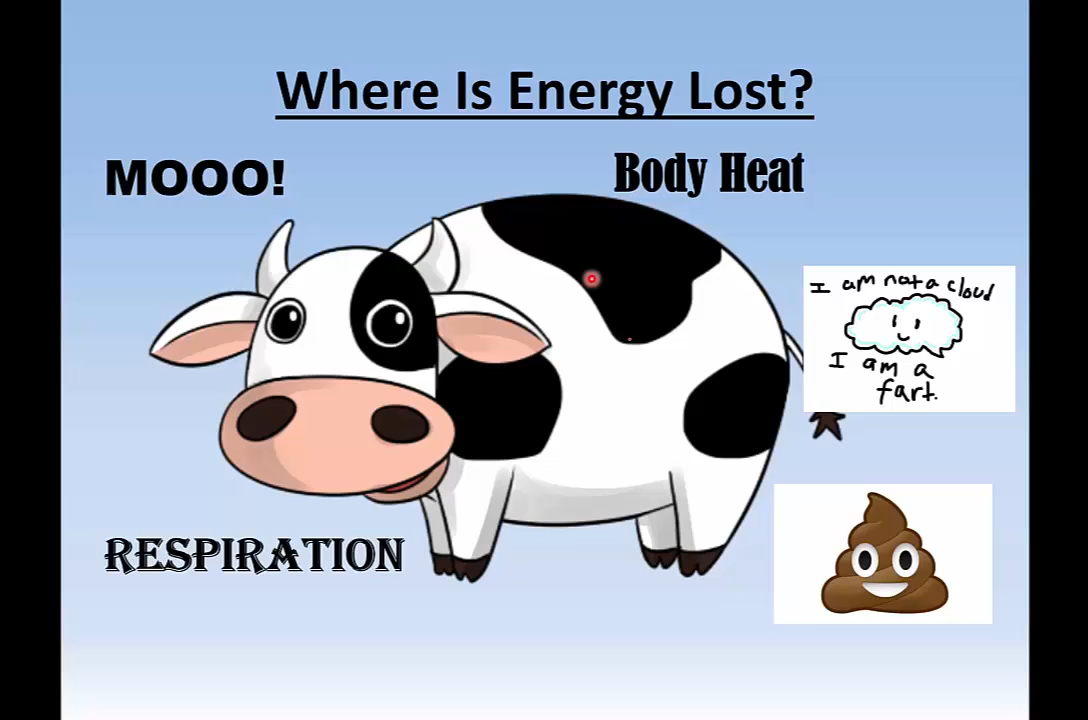 Where Is Energy Lost?
MOOO!
Body Heat
I am not a cloud
I am a
fart.
RESPIRATION